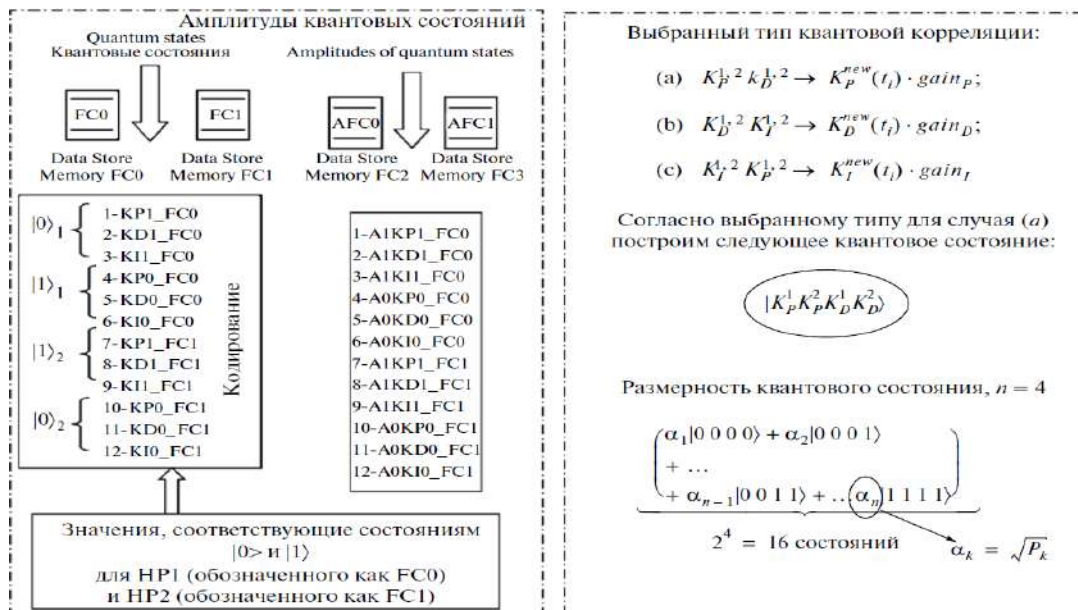 Амплитуды квантовых состояний
Quantum states
Квантовые состояния
Amplitudes of quantum states
FC0
FC1
AFC0
AFC1
Data Store
Memory FC0
Data Store
Memory FC1
Data Store
Memory FC2
Data Store
Memory FC3
|0⟩₁
1-KP1_FC0
2-KD1_FC0
3-KI1_FC0
|1⟩₁
4-KP0_FC0
5-KD0_FC0
6-KI0_FC0
|1⟩₂
7-KP1_FC1
8-KD1_FC1
9-KI1_FC1
|0⟩₂
10-KP0_FC1
11-KD0_FC1
12-KI0_FC1
Кодирование
1-A1KP1_FC0
2-A1KD1_FC0
3-A1KI1_FC0
4-A0KP0_FC0
5-A0KD0_FC0
6-A0KI0_FC0
7-A1KP1_FC1
8-A1KD1_FC1
9-A1KI1_FC1
10-A0KP0_FC1
11-A0KD0_FC1
12-A0KI0_FC1
Значения, соответствующие состояниям
|0> и |1⟩
для HP1 (обозначенного как FC0)
и HP2 (обозначенного как FC1)
Выбранный тип квантовой корреляции:
(a) K_P^{1, 2} k_D^{1, 2} → K_P^{new}(t_i) · gain_P;
(b) K_D^{1, 2} K_I^{1, 2} → K_D^{new}(t_i) · gain_D;
(c) K_I^{1, 2} K_P^{1, 2} → K_I^{new}(t_i) · gain_I
Согласно выбранному типу для случая (a)
построим следующее квантовое состояние:
|K_P^1 K_P^2 K_D^1 K_D^2⟩
Размерность квантового состояния, n = 4
α₁|0 0 0 0⟩ + α₂|0 0 0 1⟩
+ ...
+ α_{n-1}|0 0 1 1⟩ + ...α_n|1 1 1 1⟩
2⁴ = 16 состояний
α_k = √P_k